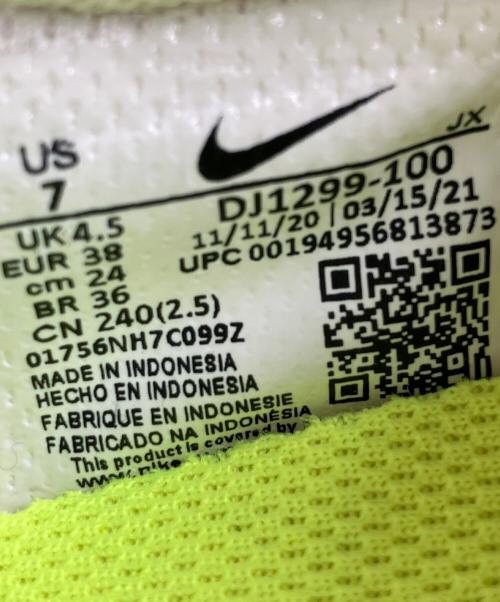 JX
US
7
DJ1299-100
UK 4.5
11/11/20 | 03/15/21
EUR 38
UPC 00194956813873
cm 24
BR 36
CN 240(2.5)
01756NH7C099Z
MADE IN INDONESIA
HECHO EN INDONESIA
FABRIQUE EN INDONESIE
FABRICADO NA INDONÉSIA
This product is covered by
www.nike